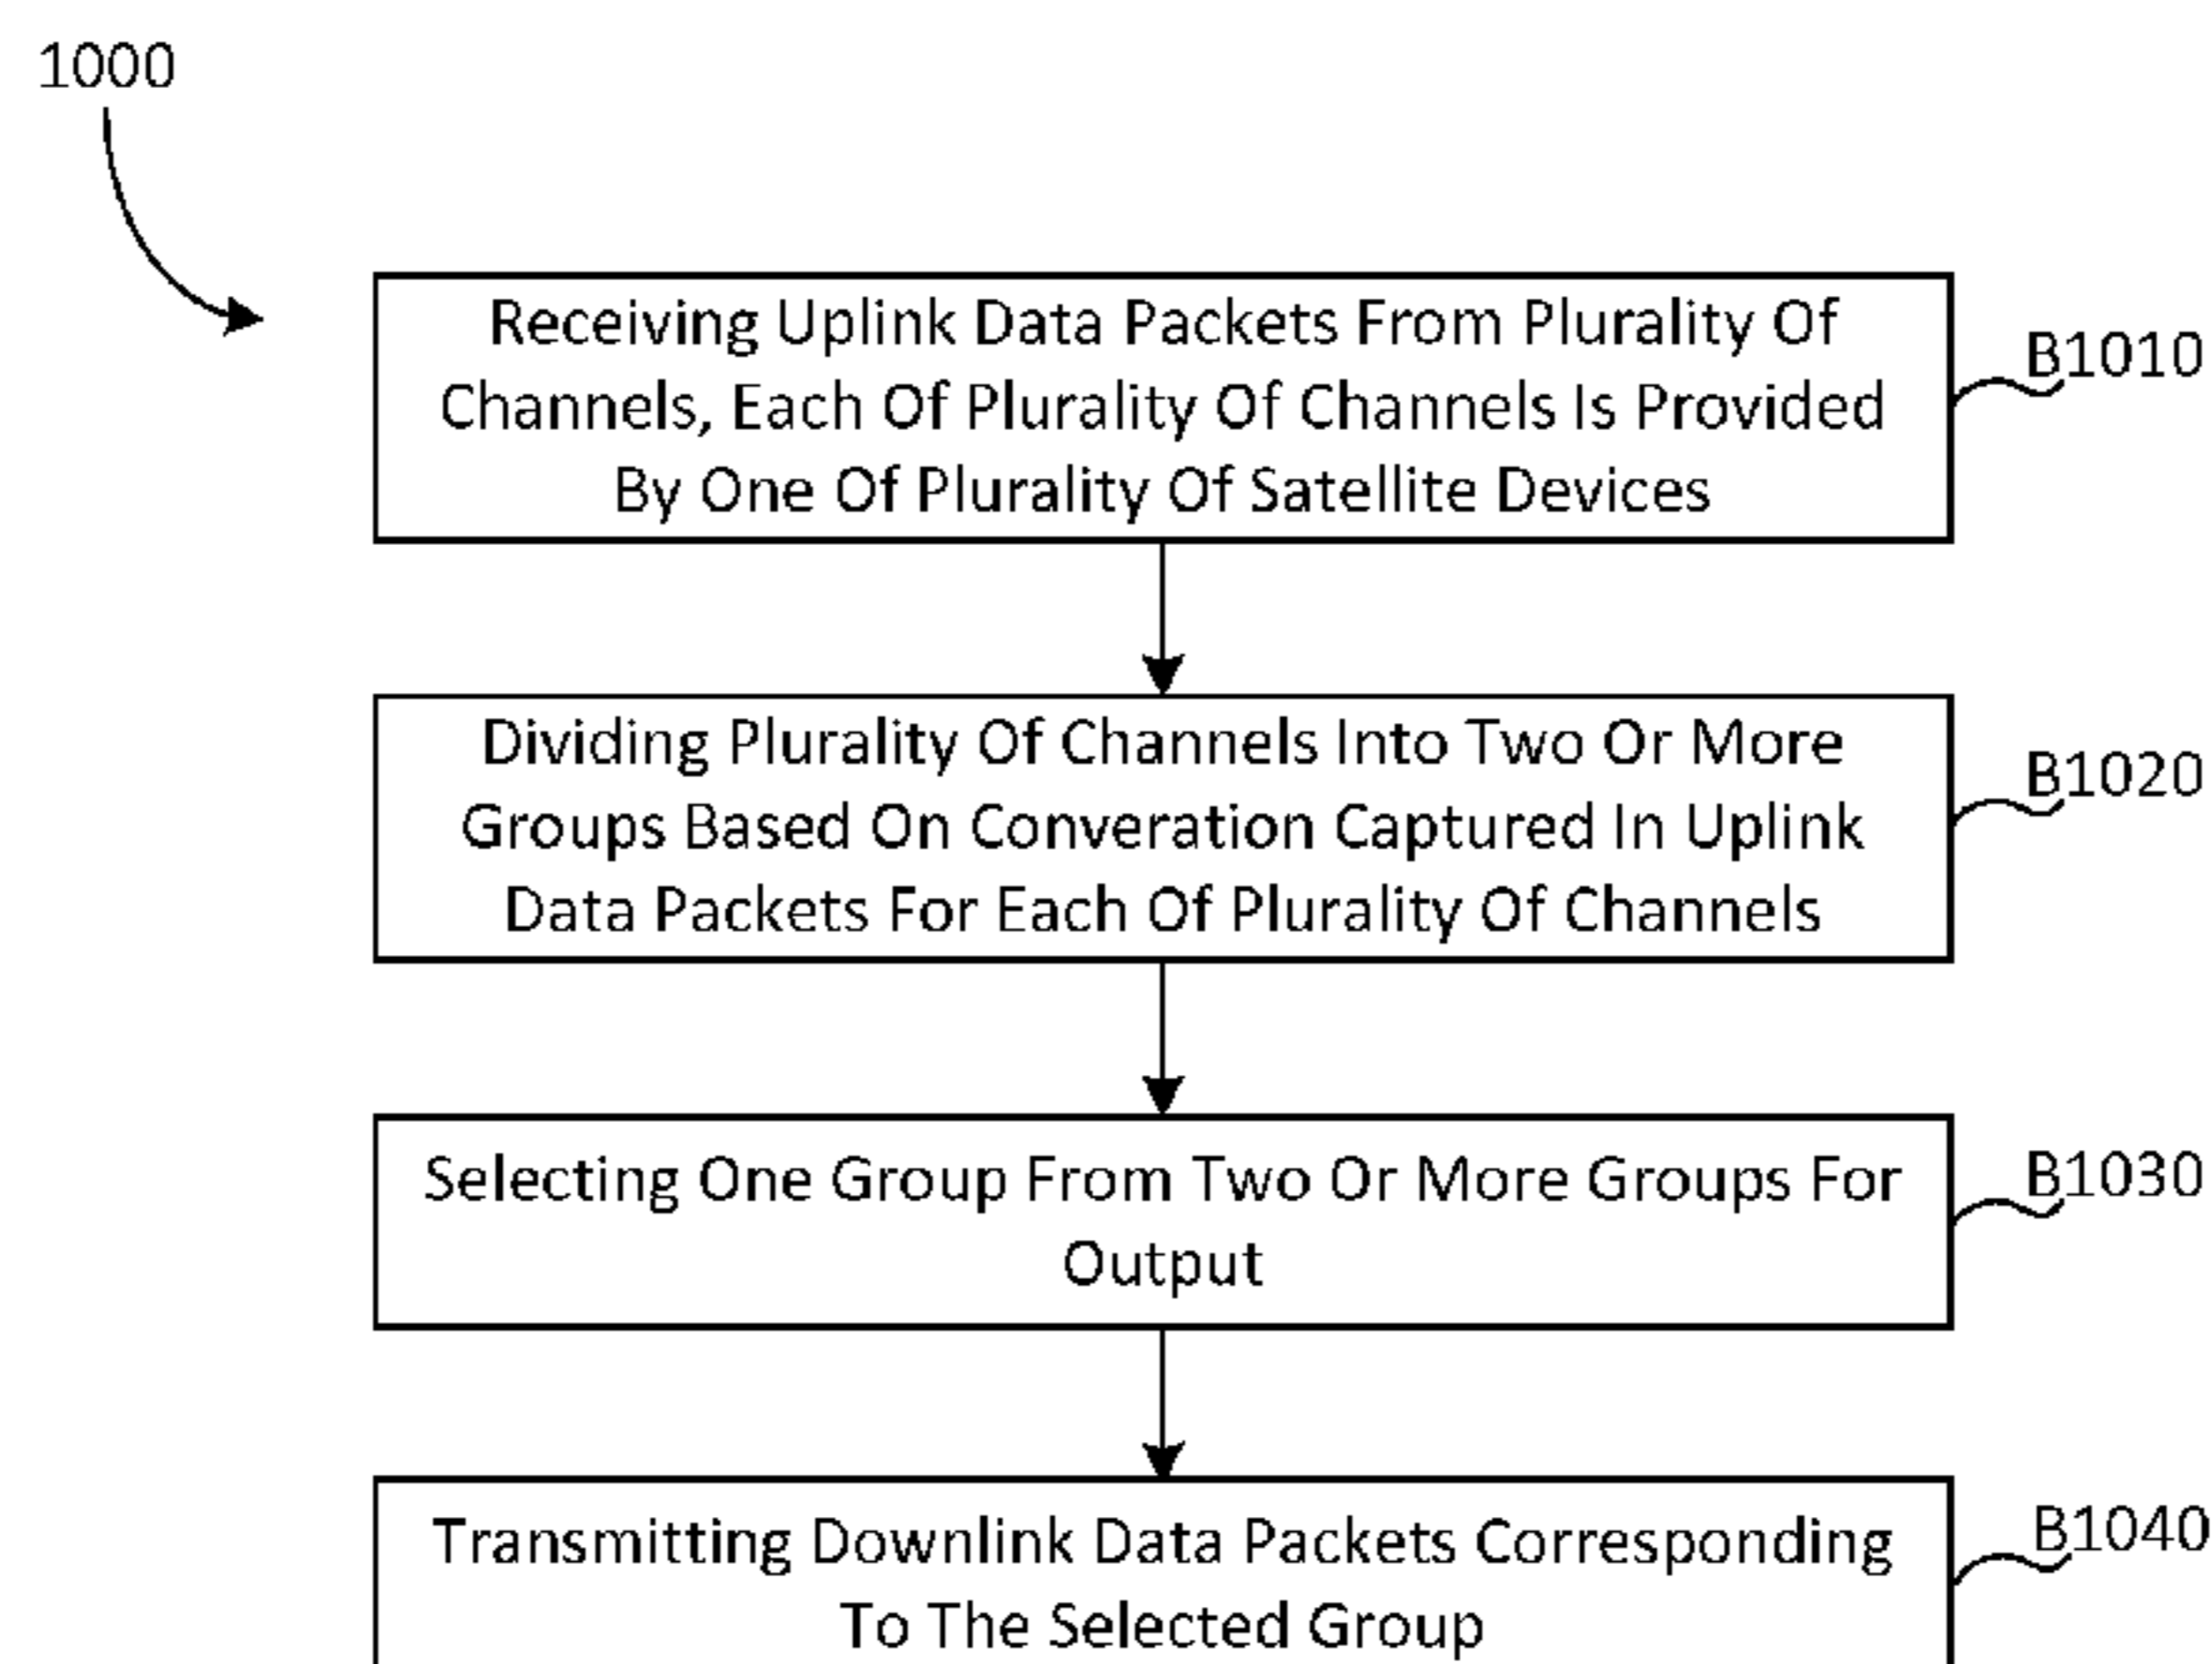 1000
Receiving Uplink Data Packets From Plurality Of
Channels, Each Of Plurality Of Channels Is Provided
By One Of Plurality Of Satellite Devices
B1010
Dividing Plurality Of Channels Into Two Or More
Groups Based On Converation Captured In Uplink
Data Packets For Each Of Plurality Of Channels
B1020
Selecting One Group From Two Or More Groups For
Output
B1030
Transmitting Downlink Data Packets Corresponding
To The Selected Group
B1040